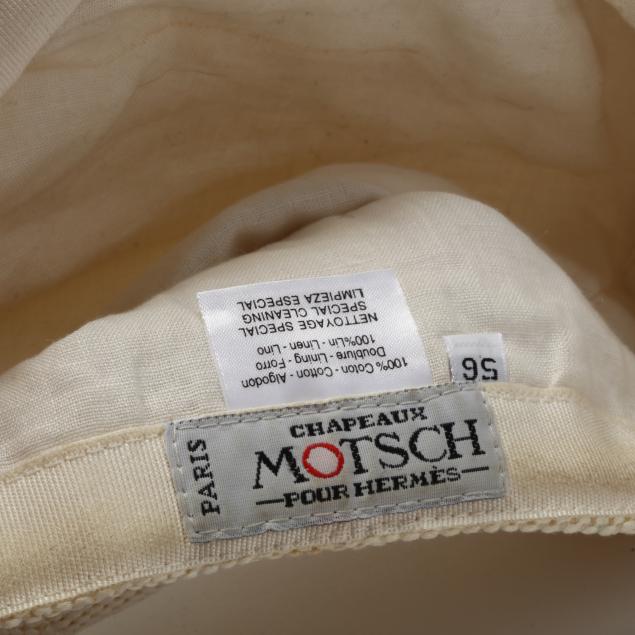 100% Coton - Cotton - Algodon
Doublure - Lining - Forro
100%Lin - Linen - Lino
NETTOYAGE SPECIAL
SPECIAL CLEANING
LIMPIEZA ESPECIAL
56
PARIS
CHAPEAUX
MOTSCH
POUR HERMÈS